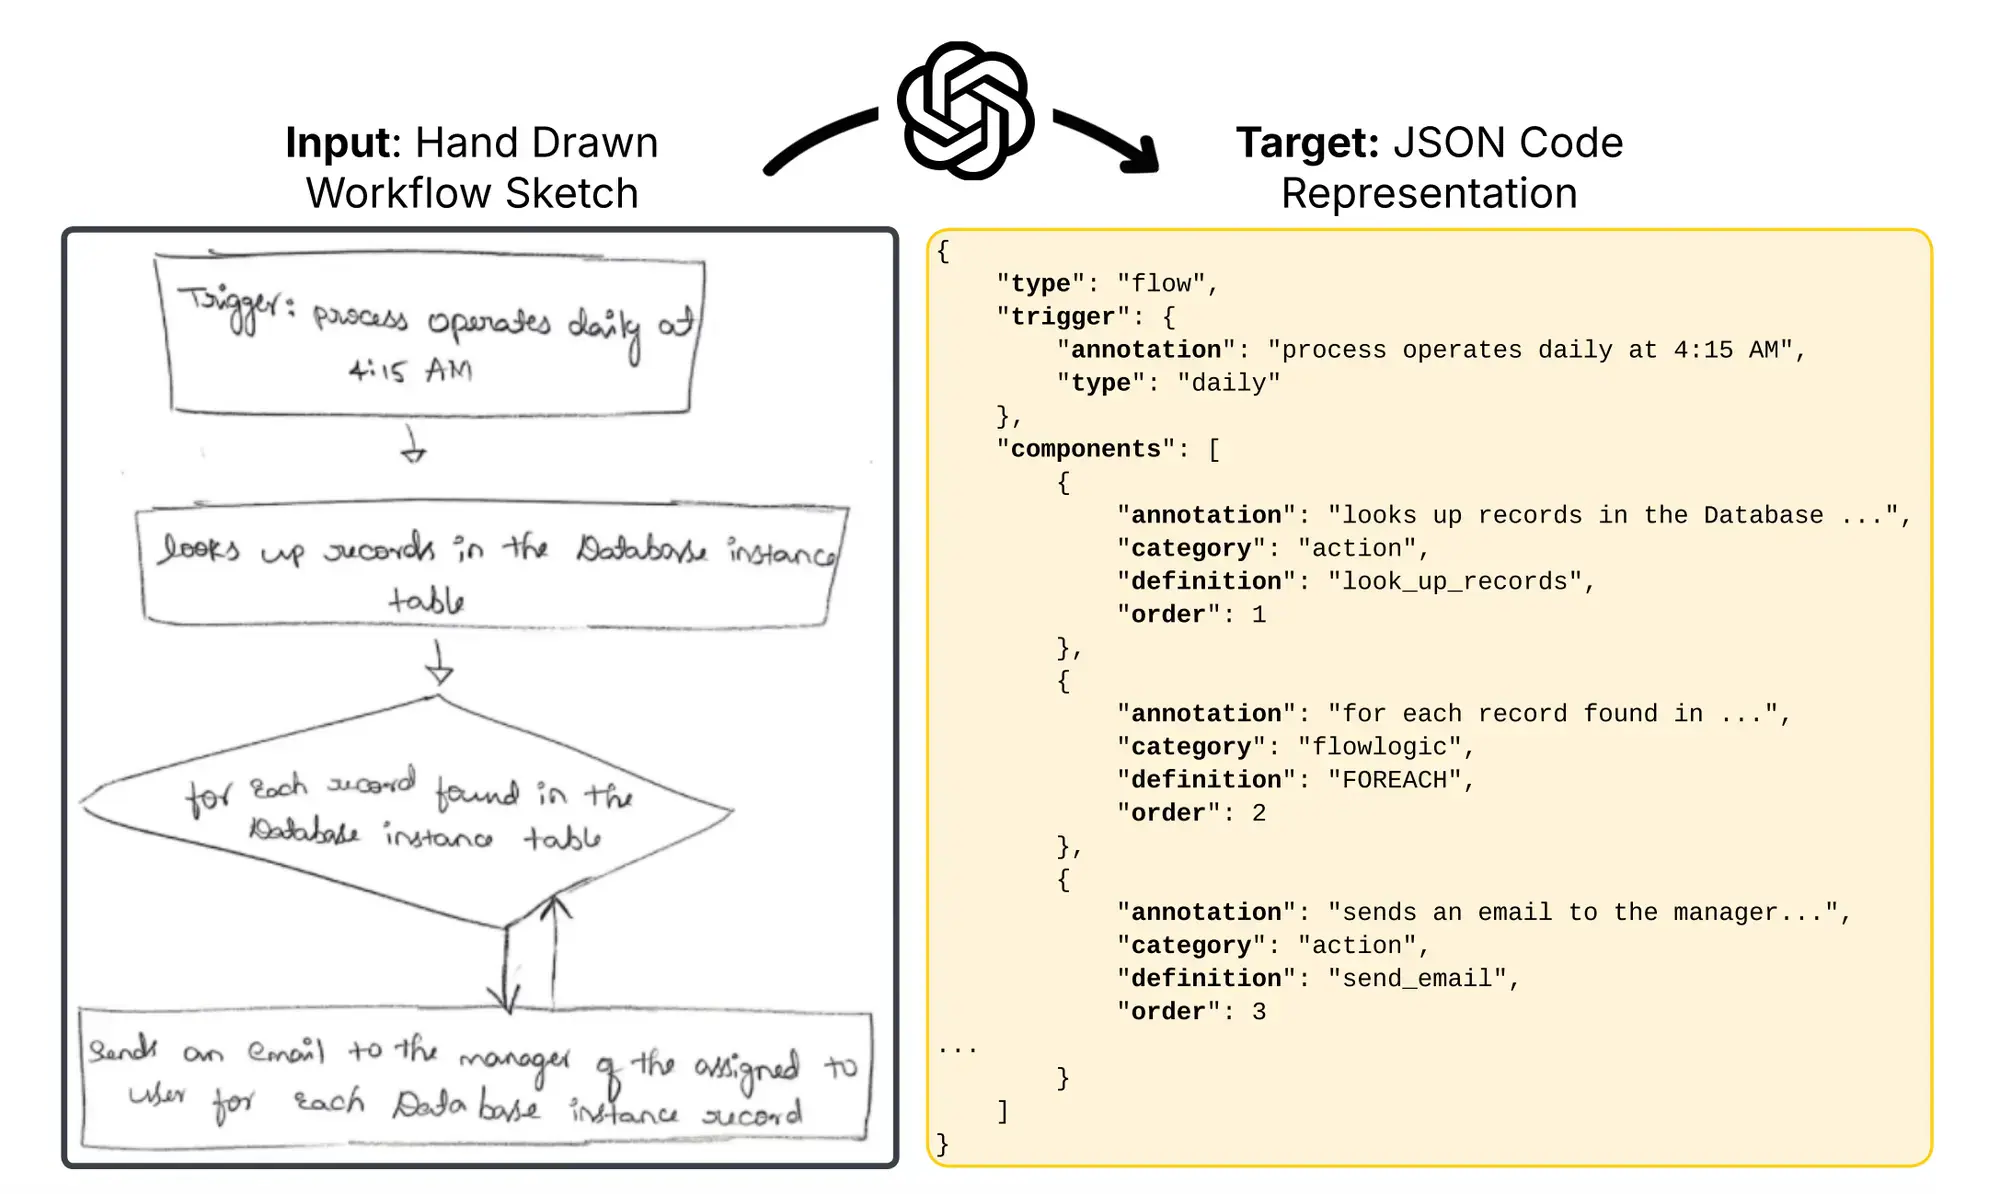 Input: Hand Drawn
Workflow Sketch
Target: JSON Code
Representation
Trigger: process operates daily at
4:15 AM
looks up records in the Database instance
table
for each record found in the
Database instance table
Sends an email to the manager of the assigned to
user for each Database instance record
{
    "type": "flow",
    "trigger": {
        "annotation": "process operates daily at 4:15 AM",
        "type": "daily"
    },
    "components": [
        {
            "annotation": "looks up records in the Database ...",
            "category": "action",
            "definition": "look_up_records",
            "order": 1
        },
        {
            "annotation": "for each record found in ...",
            "category": "flowlogic",
            "definition": "FOREACH",
            "order": 2
        },
        {
            "annotation": "sends an email to the manager...",
            "category": "action",
            "definition": "send_email",
            "order": 3
...
        }
    ]
}